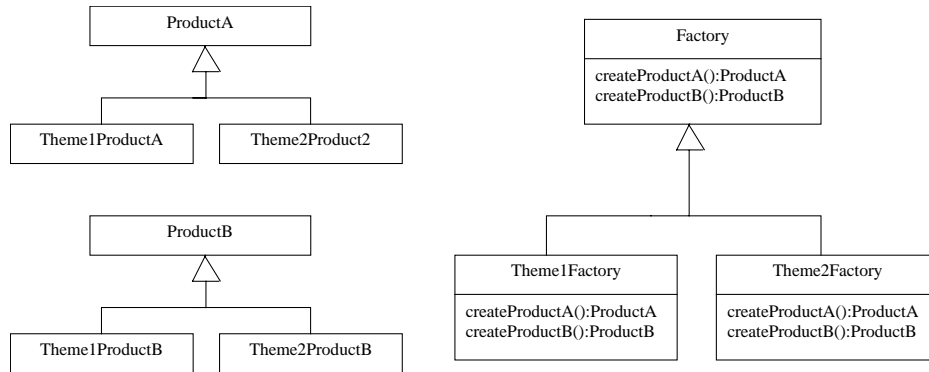 ProductA
Theme1ProductA
Theme2Product2
ProductB
Theme1ProductB
Theme2ProductB
Factory
createProductA():ProductA
createProductB():ProductB
Theme1Factory
createProductA():ProductA
createProductB():ProductB
Theme2Factory
createProductA():ProductA
createProductB():ProductB